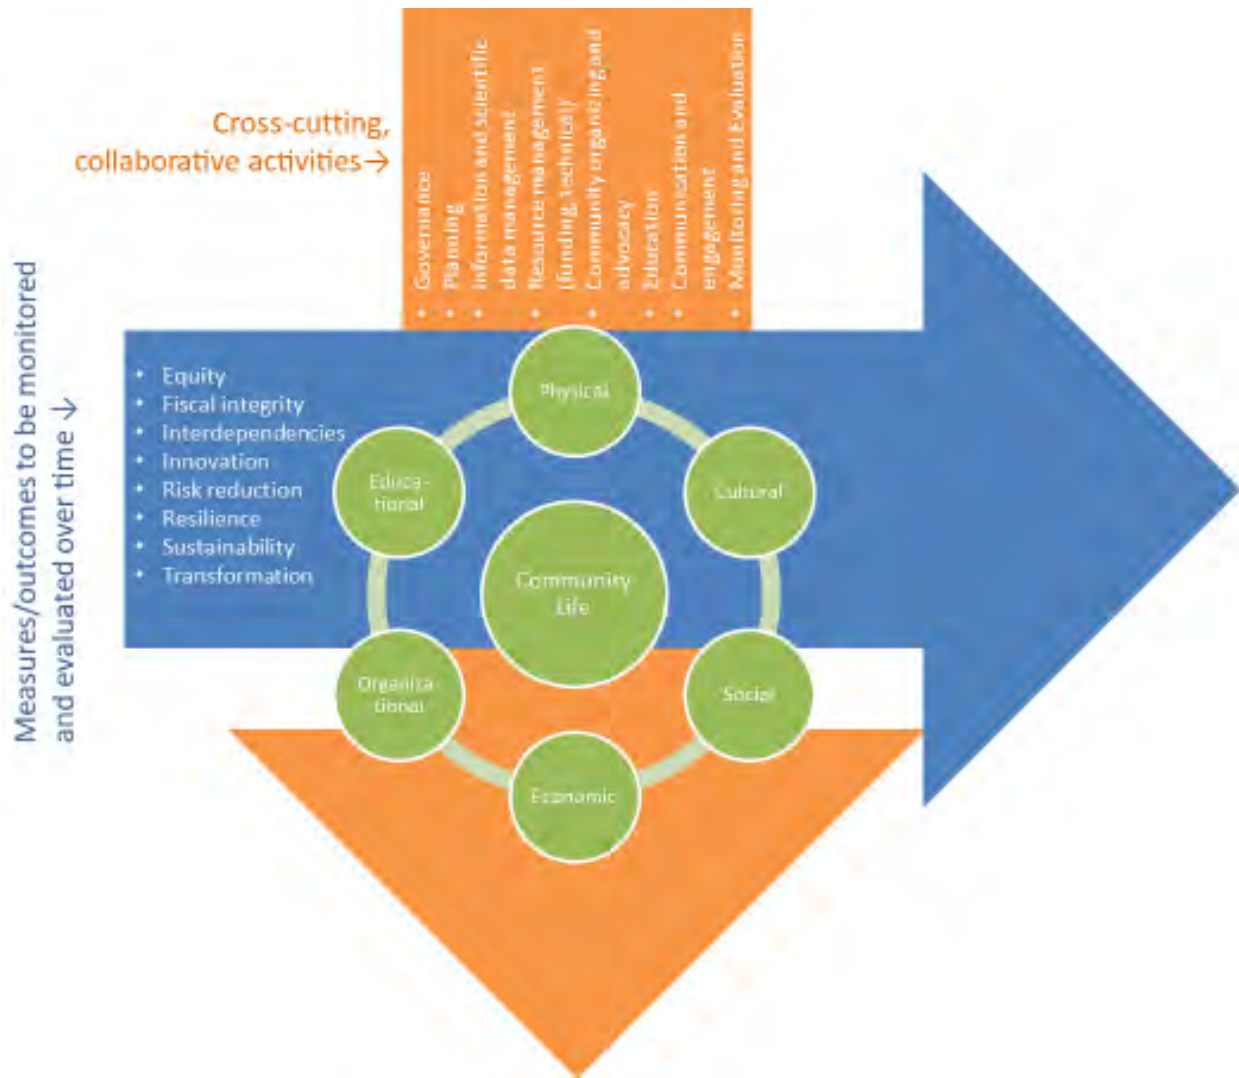 Cross-cutting,
collaborative activities→
• Governance
• Planning
• Information and scientific
data management
• Resource management
(funding, technical)
• Community organizing and
advocacy
• Education
• Communication and
engagement
• Monitoring and Evaluation
Measures/outcomes to be monitored
and evaluated over time ↓
• Equity
• Fiscal integrity
• Interdependencies
• Innovation
• Risk reduction
• Resilience
• Sustainability
• Transformation
Physical
Cultural
Social
Economic
Organiza-
tional
Educa-
tional
Community
Life